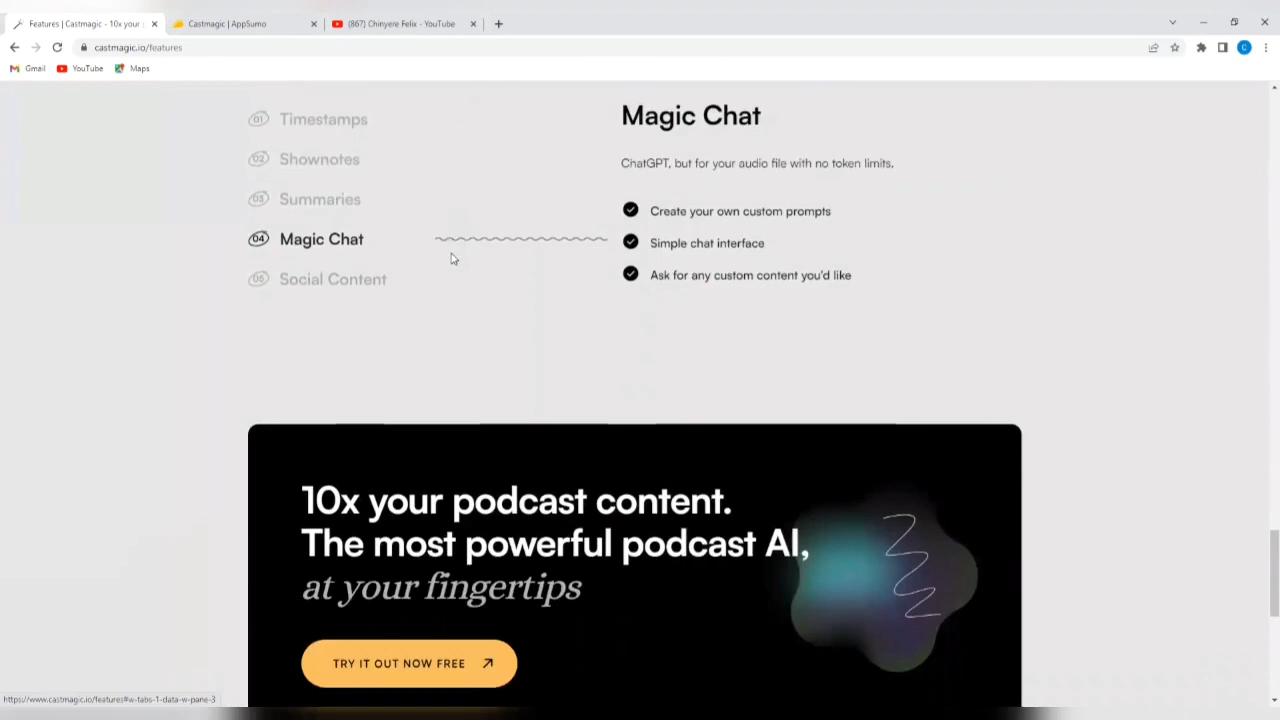 Features | Castmagic - 10x your
Castmagic | AppSumo
(867) Chinyere Felix - YouTube
castmagic.io/features
C
Gmail
YouTube
Maps
01 Timestamps
02 Shownotes
03 Summaries
04 Magic Chat
05 Social Content
Magic Chat
ChatGPT, but for your audio file with no token limits.
Create your own custom prompts
Simple chat interface
Ask for any custom content you'd like
10x your podcast content.
The most powerful podcast AI,
at your fingertips
TRY IT OUT NOW FREE
https://www.castmagic.io/features#w-tabs-1-data-w-pane-3